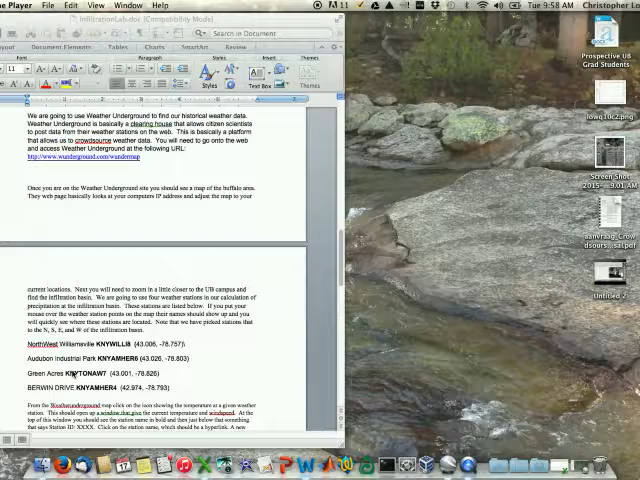 e Player File Edit View Window Help
11 Tue 9:58 AM Christopher Lo
InfiltrationLab.doc [Compatibility Mode]
Search in Document
ayout Document Elements Tables Charts SmartArt Review
Font Paragraph Styles Insert Themes
11
Styles Text Box Themes
We are going to use Weather Underground to find our historical weather data.
Weather Underground is basically a clearing house that allows citizen scientists
to post data from their weather stations on the web. This is basically a platform
that allows us to crowdsource weather data. You will need to go onto the web
and access Weather Underground at the following URL:
http://www.wunderground.com/wundermap
Once you are on the Weather Underground site you should see a map of the buffalo area.
They web page basically looks at your computers IP address and adjust the map to your
current locations. Next you will need to zoom in a little closer to the UB campus and
find the infiltration basin. We are going to use four weather stations in our calculation of
precipitation at the infiltration basin. These stations are listed below. If you put your
mouse over the weather station points on the map their names should show up and you
will quickly see where these stations are located. Note that we have picked stations that
to the N, S, E, and W of the infiltration basin.
NorthWest Williamsville KNYWILLI8 (43.006, -78.757)\
Audubon Industrial Park KNYAMHER6 (43.026, -78.803)
Green Acres KNYTONAW7 (43.001, -78.826)
BERWIN DRIVE KNYAMHER4 (42.974, -78.793)
From the Weatherunderground map click on the icon showing the temperature at a given weather
station. This should open up a window that give the current temperature and windspeed. At the
top of this window you should see the station name in bold and then just below that something
that says Station ID: XXXX. Click on the station name, which should be a hyperlink. A new
Prospective UB
Grad Students
lowq10c2.png
Screen Shot
2015-...9.01 AM
aanvraag_Crow
dsours...sal.pdf
Untitled 2
17